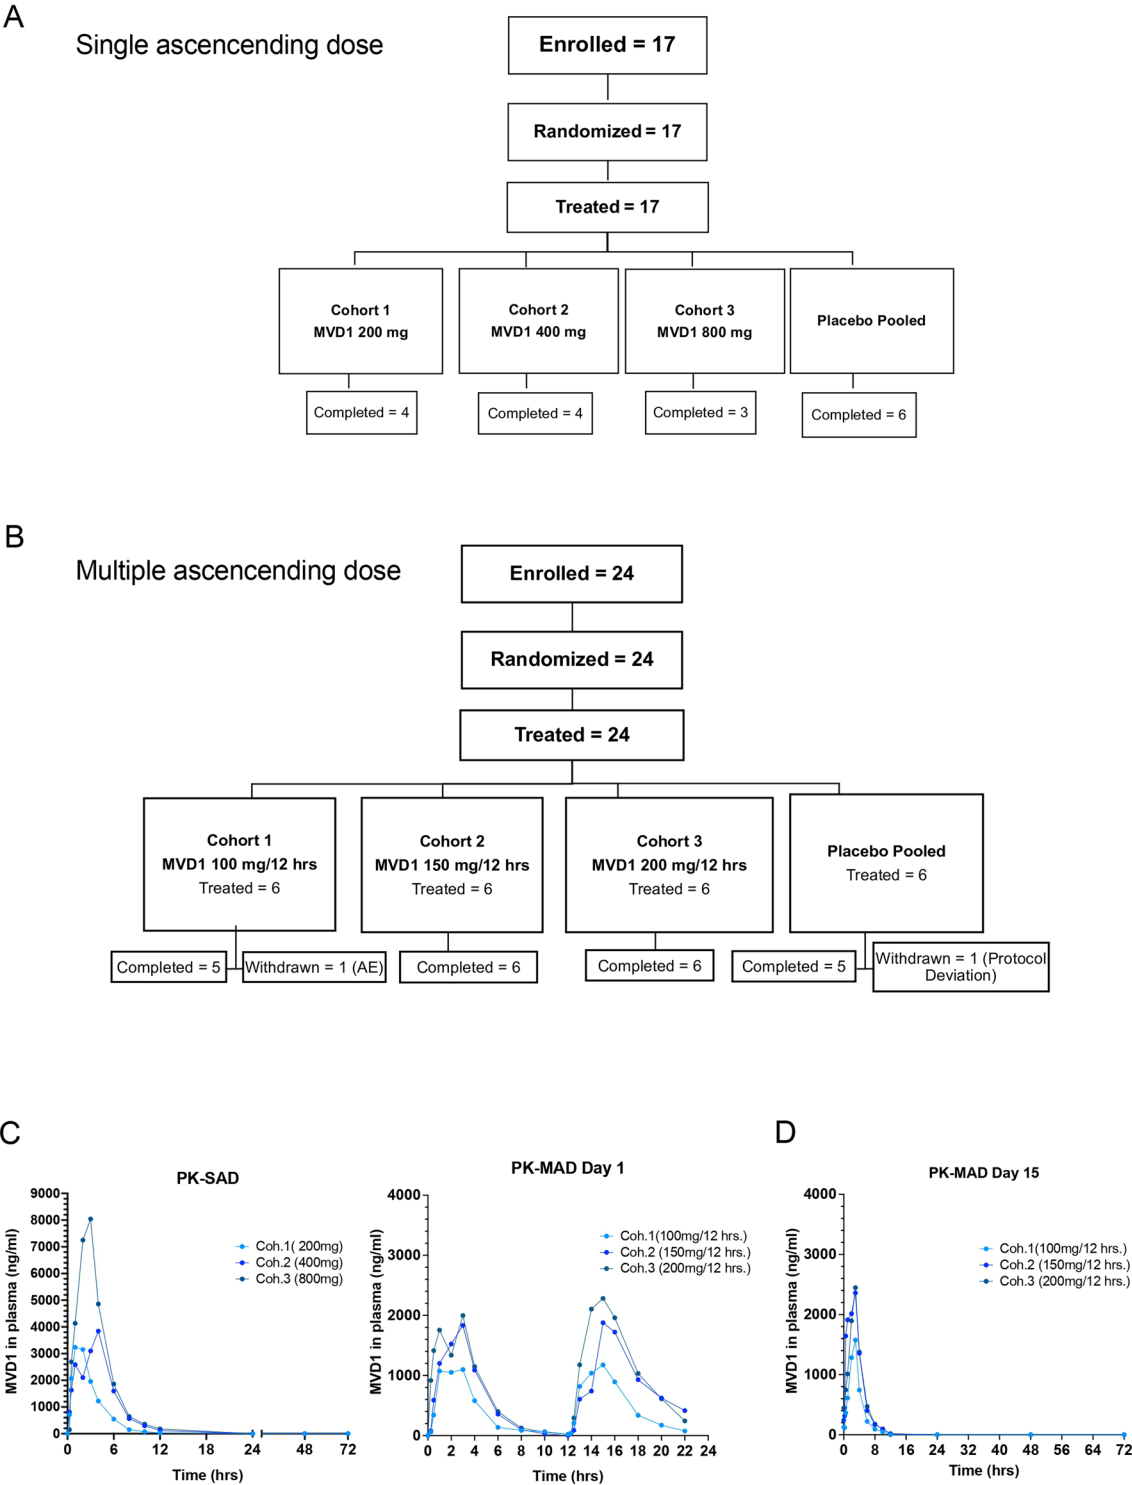 A
Single ascencending dose
Enrolled = 17
Randomized = 17
Treated = 17
Cohort 1
MVD1 200 mg
Cohort 2
MVD1 400 mg
Cohort 3
MVD1 800 mg
Placebo Pooled
Completed = 4
Completed = 4
Completed = 3
Completed = 6
B
Multiple ascencending dose
Enrolled = 24
Randomized = 24
Treated = 24
Cohort 1
MVD1 100 mg/12 hrs
Treated = 6
Cohort 2
MVD1 150 mg/12 hrs
Treated = 6
Cohort 3
MVD1 200 mg/12 hrs
Treated = 6
Placebo Pooled
Treated = 6
Completed = 5
Withdrawn = 1 (AE)
Completed = 6
Completed = 6
Completed = 5
Withdrawn = 1 (Protocol
Deviation)
C
PK-SAD
MVD1 in plasma (ng/ml)
9000
8000
7000
6000
5000
4000
3000
2000
1000
0
0 6 12 18 24 48 72
Time (hrs)
Coh.1( 200mg)
Coh.2 (400mg)
Coh.3 (800mg)
PK-MAD Day 1
MVD1 in plasma (ng/ml)
4000
3000
2000
1000
0
0 2 4 6 8 10 12 14 16 18 20 22 24
Time (hrs)
Coh.1(100mg/12 hrs.)
Coh.2 (150mg/12 hrs.)
Coh.3 (200mg/12 hrs.)
D
PK-MAD Day 15
MVD1 in plasma (ng/ml)
4000
3000
2000
1000
0
0 8 16 24 32 40 48 56 64 72
Time (hrs)
Coh.1(100mg/12 hrs.)
Coh.2 (150mg/12 hrs.)
Coh.3 (200mg/12 hrs.)